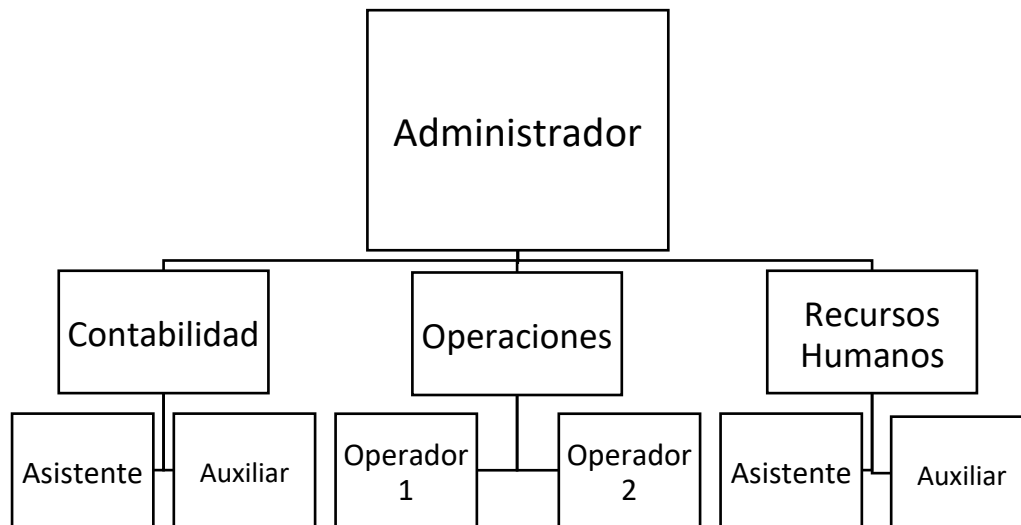 Administrador
Contabilidad
Operaciones
Recursos
Humanos
Asistente
Auxiliar
Operador
1
Operador
2
Asistente
Auxiliar